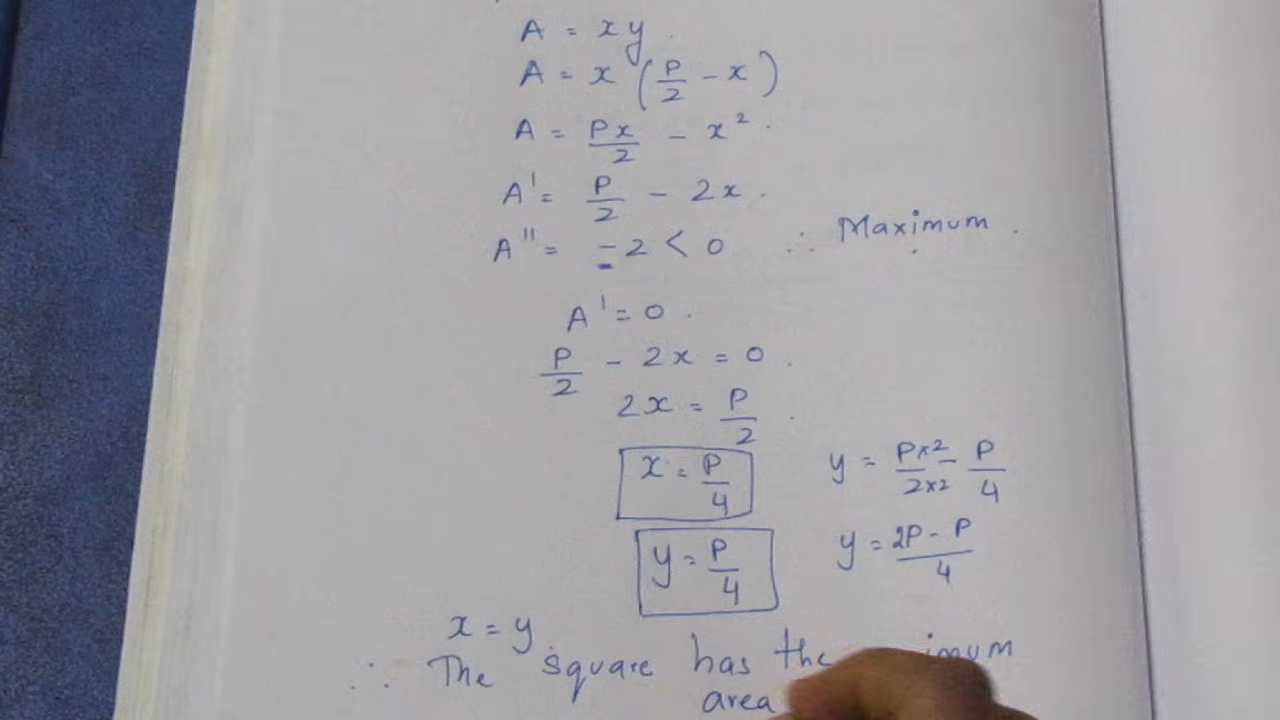 A = xy
A = x (P/2 - x)
A = Px/2 - x²
A' = P/2 - 2x.
A'' = -2 < 0 ∴ Maximum.
A' = 0.
P/2 - 2x = 0.
2x = P/2
x = P/4
y = P×2/2×2 - P/4
y = P/4
y = 2P - P/4
x = y
∴ The square has the
area